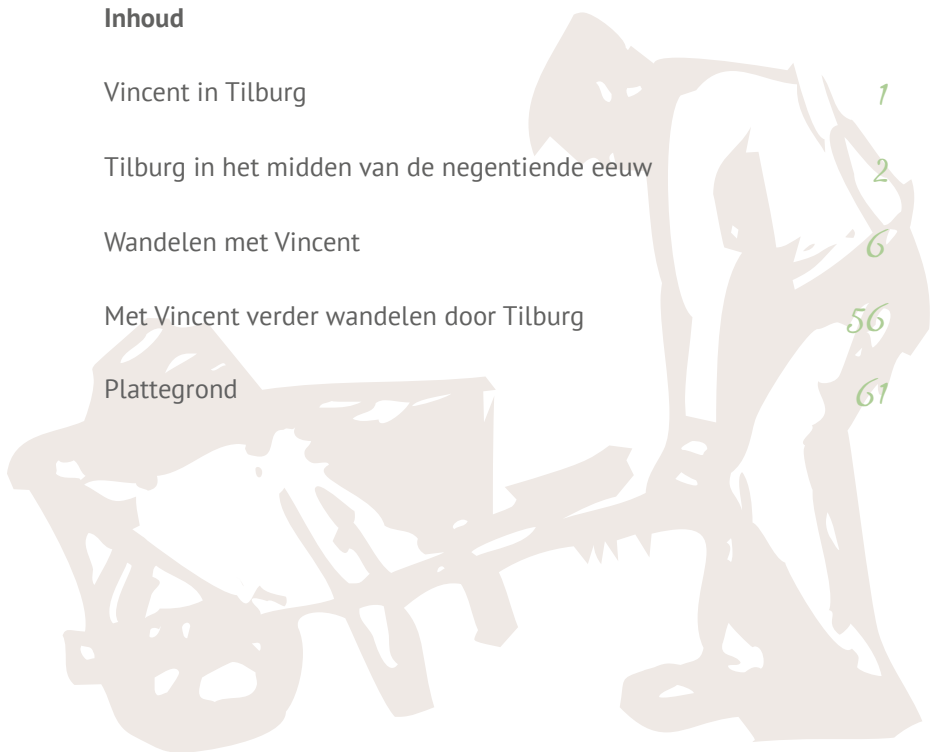 Inhoud
Vincent in Tilburg 1
Tilburg in het midden van de negentiende eeuw 2
Wandelen met Vincent 6
Met Vincent verder wandelen door Tilburg 56
Plattegrond 61